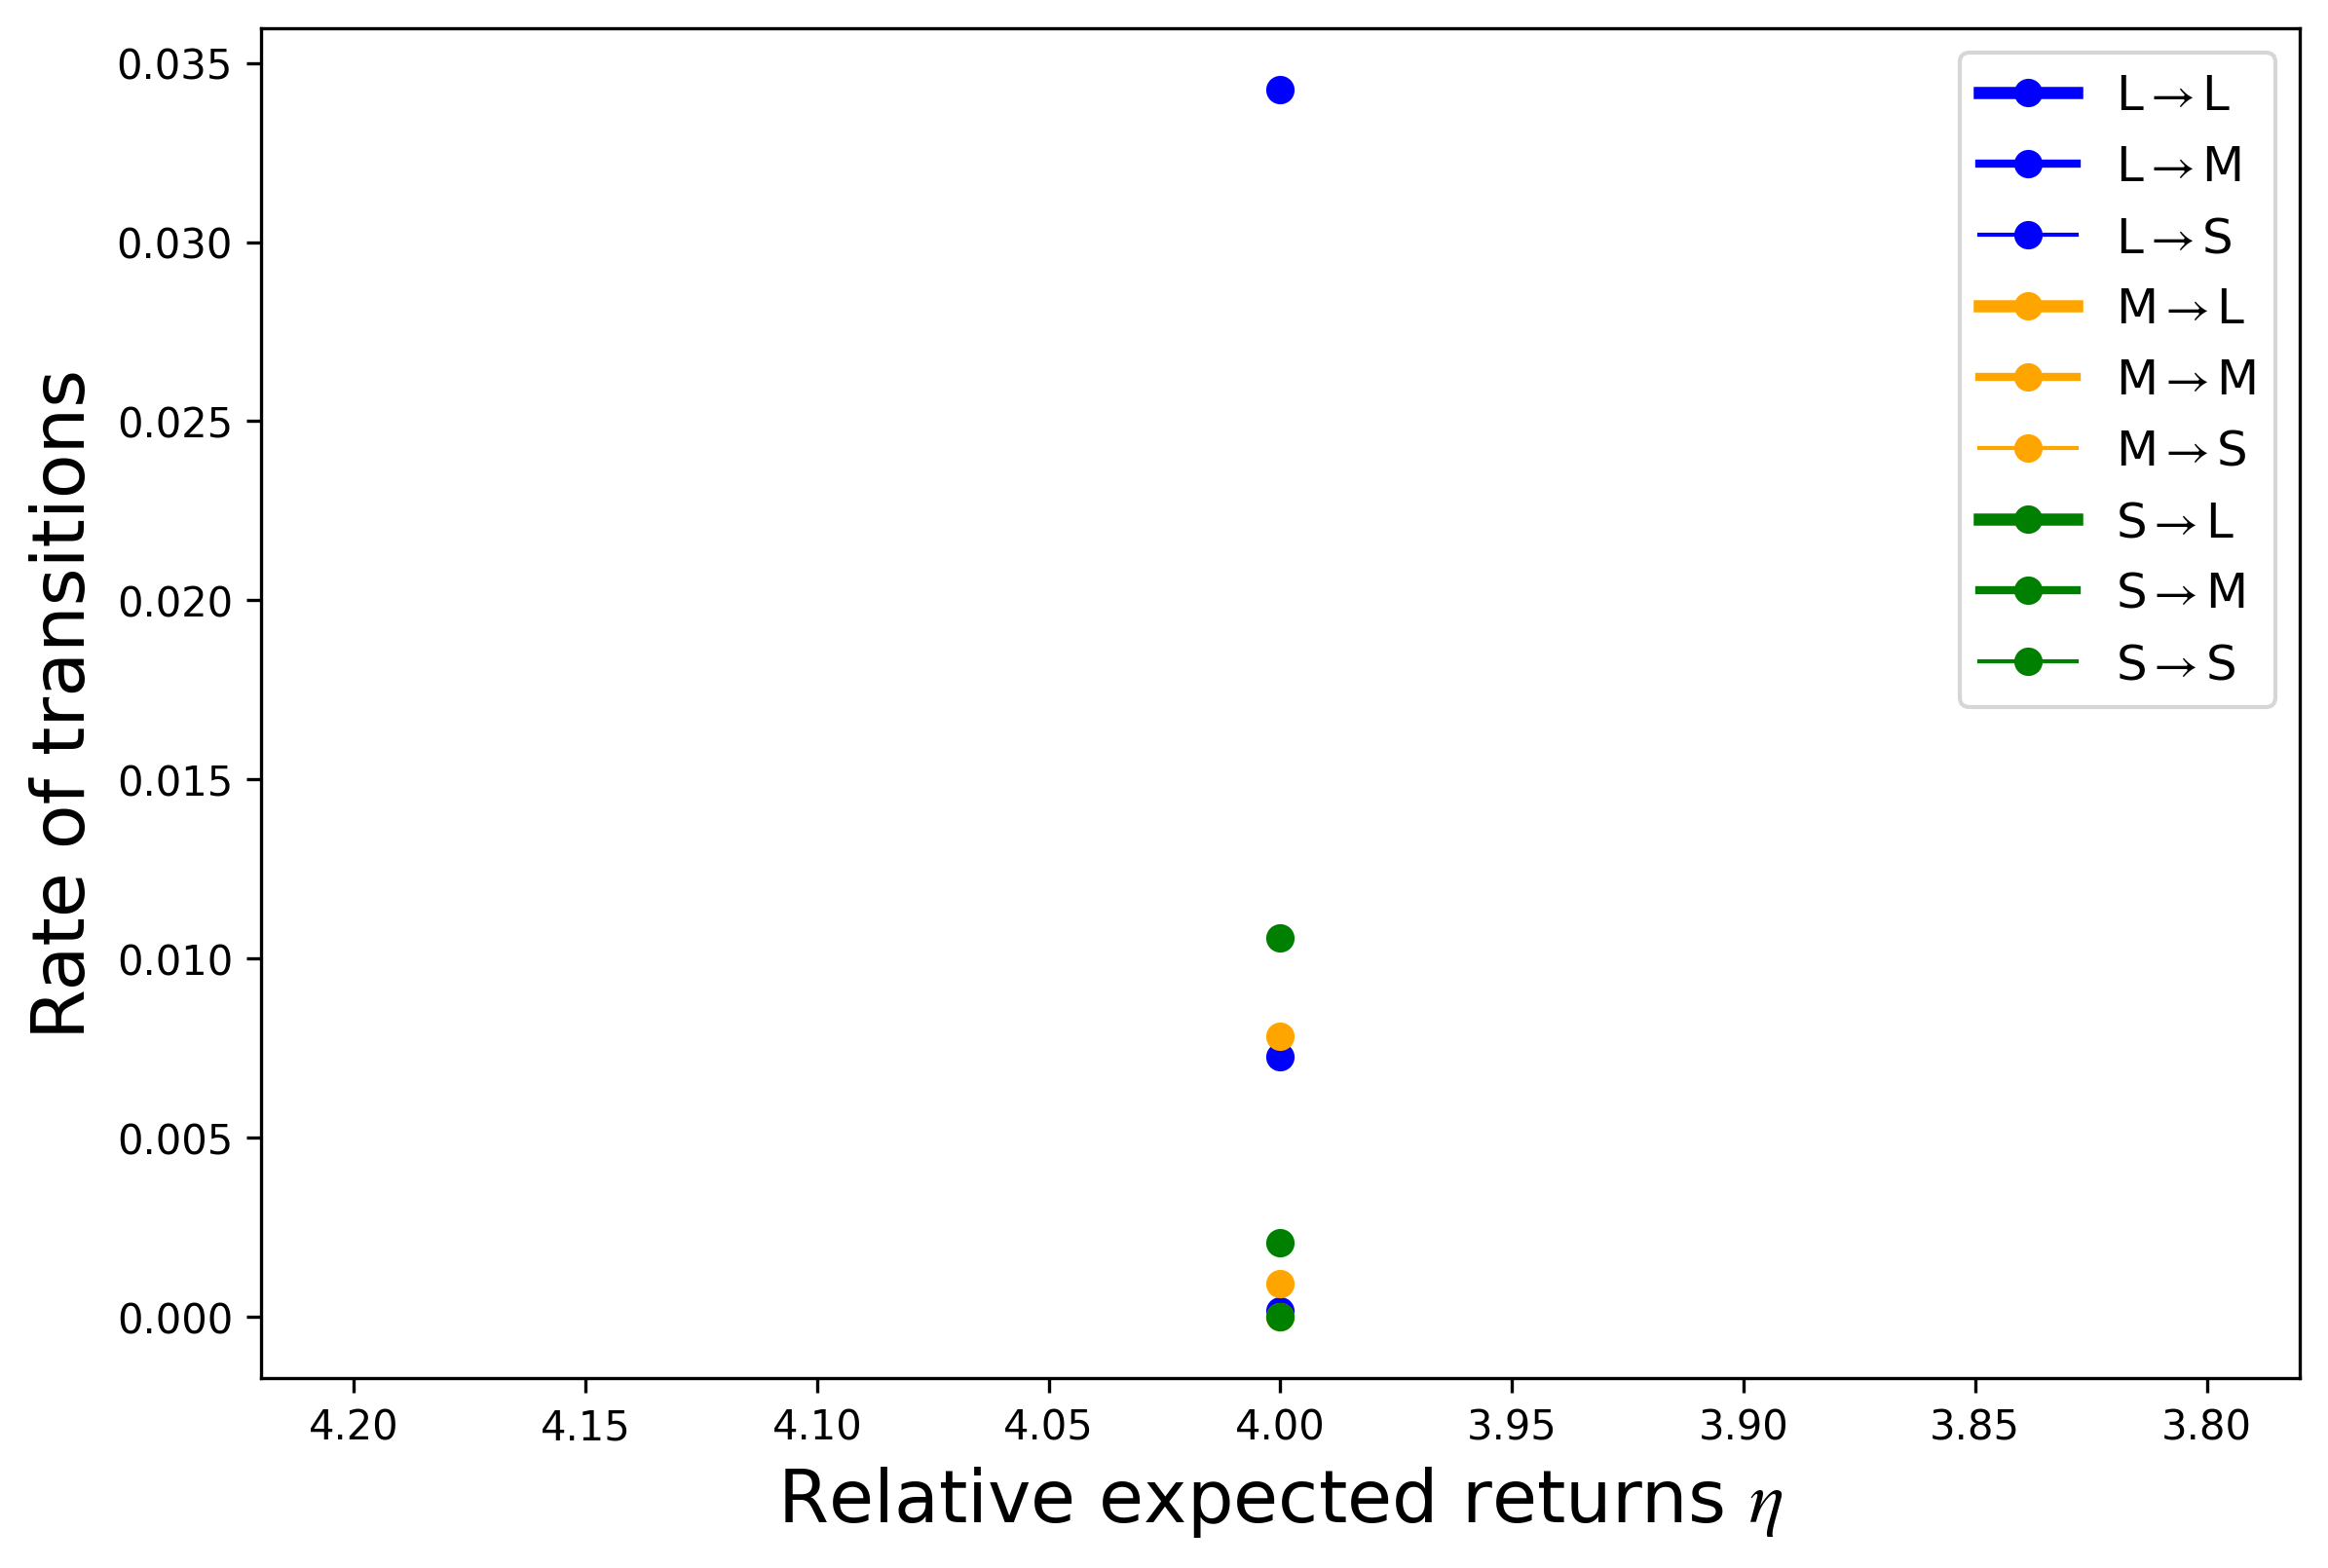 0.035
0.030
0.025
0.020
0.015
0.010
0.005
0.000
Rate of transitions
4.20 4.15 4.10 4.05 4.00 3.95 3.90 3.85 3.80
Relative expected returns η
L→L
L→M
L→S
M→L
M→M
M→S
S→L
S→M
S→S